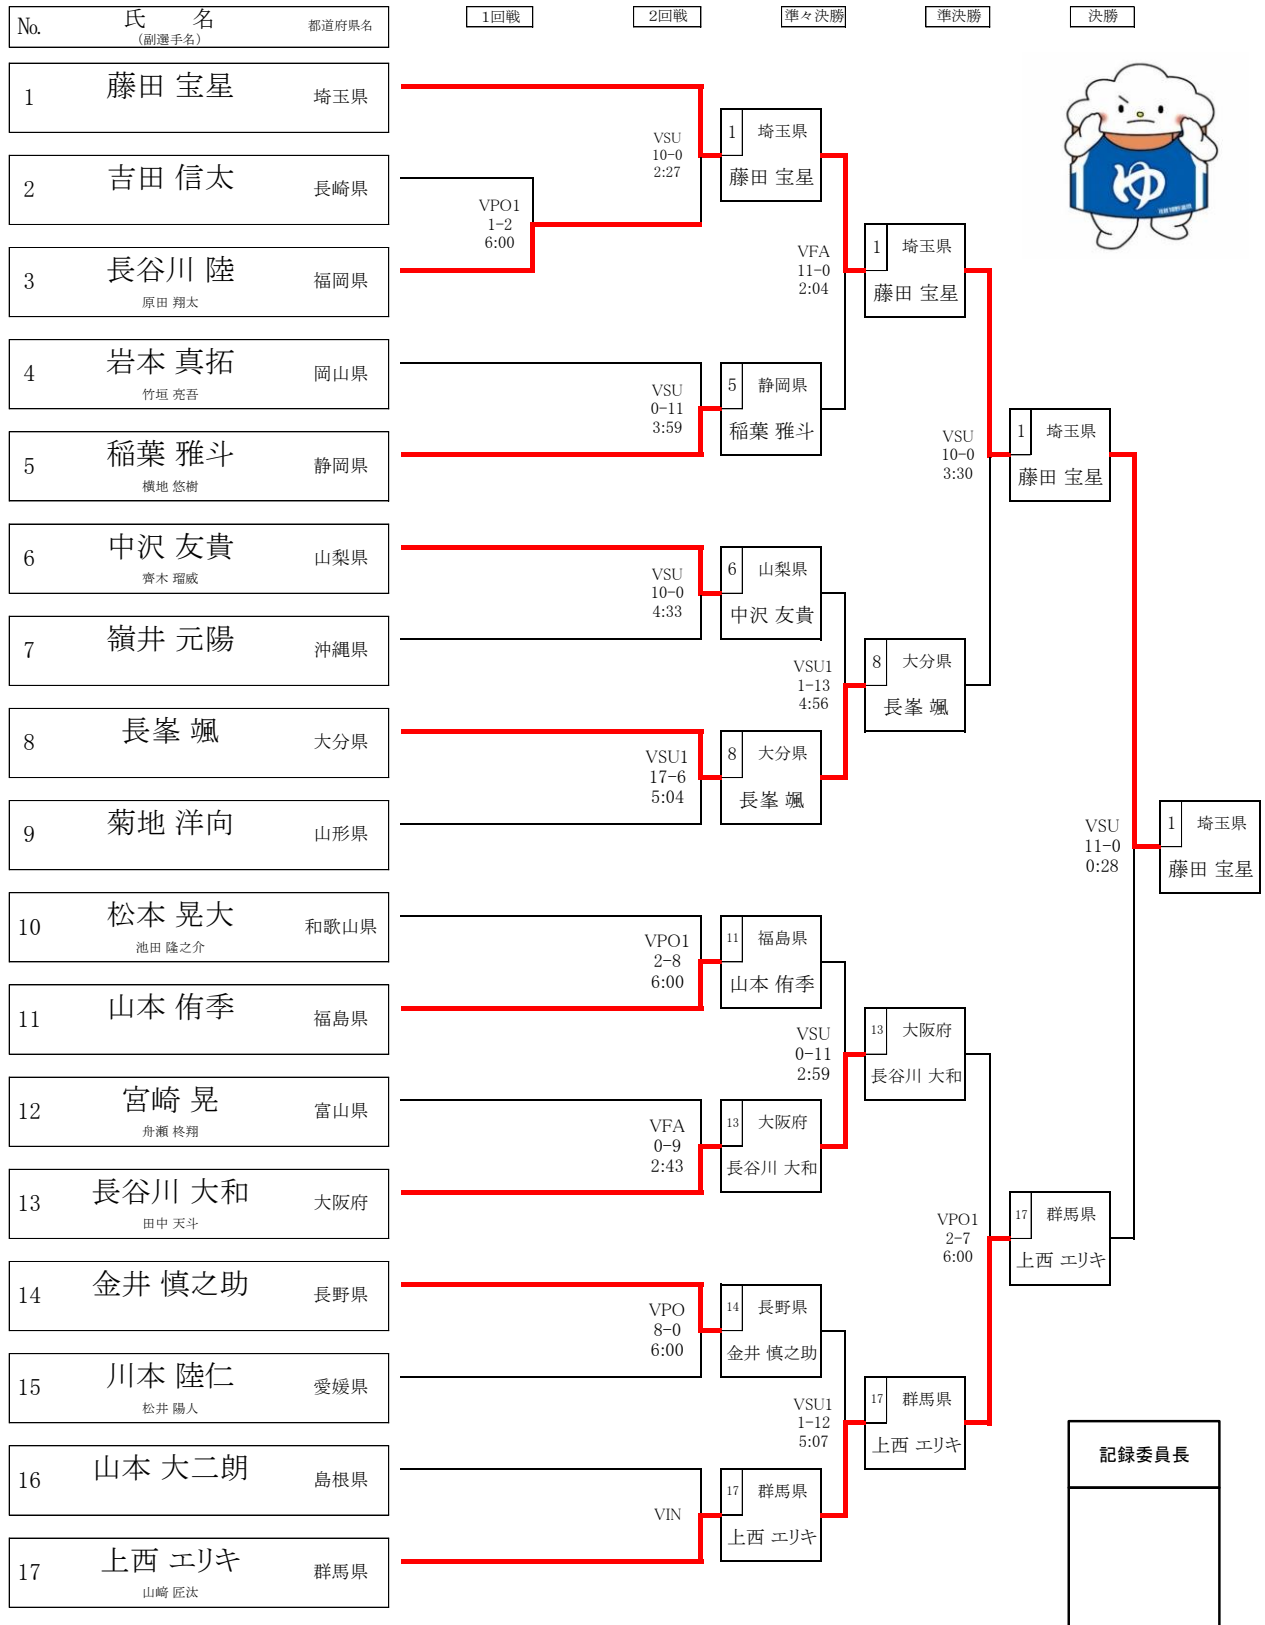 No. 氏 名 都道府県名 1回戦 2回戦 準々決勝 準決勝 決勝
(副選手名)
1 藤田 宝星 埼玉県
2 吉田 信太 長崎県
3 長谷川 陸 福岡県
原田 翔太
4 岩本 真拓 岡山県
竹垣 亮吾
5 稲葉 雅斗 静岡県
横地 悠樹
6 中沢 友貴 山梨県
齊木 瑠威
7 嶺井 元陽 沖縄県
8 長峯 颯 大分県
9 菊地 洋向 山形県
10 松本 晃大 和歌山県
池田 隆之介
11 山本 侑季 福島県
12 宮崎 晃 富山県
舟瀬 柊翔
13 長谷川 大和 大阪府
田中 天斗
14 金井 慎之助 長野県
15 川本 陸仁 愛媛県
松井 陽人
16 山本 大二朗 島根県
17 上西 エリキ 群馬県
山﨑 匠汰
VPO1
1-2
6:00
VSU
10-0
2:27
VSU
0-11
3:59
VSU
10-0
4:33
VSU1
17-6
5:04
VPO1
2-8
6:00
VFA
0-9
2:43
VPO
8-0
6:00
VIN
1 埼玉県
藤田 宝星
5 静岡県
稲葉 雅斗
6 山梨県
中沢 友貴
8 大分県
長峯 颯
11 福島県
山本 侑季
13 大阪府
長谷川 大和
14 長野県
金井 慎之助
17 群馬県
上西 エリキ
VFA
11-0
2:04
VSU1
1-13
4:56
VSU
0-11
2:59
VSU1
1-12
5:07
1 埼玉県
藤田 宝星
8 大分県
長峯 颯
13 大阪府
長谷川 大和
17 群馬県
上西 エリキ
VSU
10-0
3:30
VPO1
2-7
6:00
1 埼玉県
藤田 宝星
17 群馬県
上西 エリキ
VSU
11-0
0:28
1 埼玉県
藤田 宝星
ゆ
記録委員長